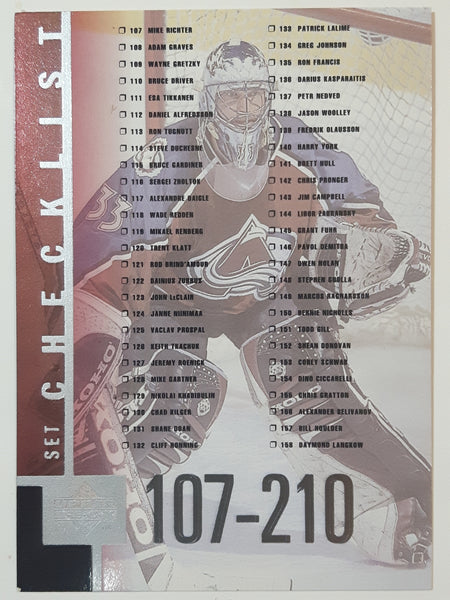 SET CHECKLIST
107 MIKE RICHTER
108 ADAM GRAVES
109 WAYNE GRETZKY
110 BRUCE DRIVER
111 ESA TIKKANEN
112 DANIEL ALFREDSSON
113 RON TUGNUTT
114 STEVE DUCHESNE
115 BRUCE GARDINER
116 SERGEI ZHOLTOK
117 ALEXANDRE DAIGLE
118 WADE REDDEN
119 MIKAEL RENBERG
120 TRENT KLATT
121 ROD BRIND'AMOUR
122 DAINIUS ZUBRUS
123 JOHN LECLAIR
124 JANNE NIINIMAA
125 VACLAV PROSPAL
126 KEITH TKACHUK
127 JEREMY ROENICK
128 MIKE GARTNER
129 NIKOLAI KHABIBULIN
130 CHAD KILGER
131 SHANE DOAN
132 CLIFF RONNING
133 PATRICK LALIME
134 GREG JOHNSON
135 RON FRANCIS
136 DARIUS KASPARAITIS
137 PETR NEDVED
138 JASON WOOLLEY
139 FREDRIK OLAUSSON
140 HARRY YORK
141 BRETT HULL
142 CHRIS PRONGER
143 JIM CAMPBELL
144 LIBOR ZABRANSKY
145 GRANT FUHR
146 PAVOL DEMITRA
147 OWEN NOLAN
148 STEPHEN GUOLLA
149 MARCUS RAGNARSSON
150 BERNIE NICHOLLS
151 TODD GILL
152 SHEAN DONOVAN
153 COREY SCHWAB
154 DINO CICCARELLI
155 CHRIS GRATTON
156 ALEXANDER SELIVANOV
157 BILL HOULDER
158 DAYMOND LANGKOW
107-210
33